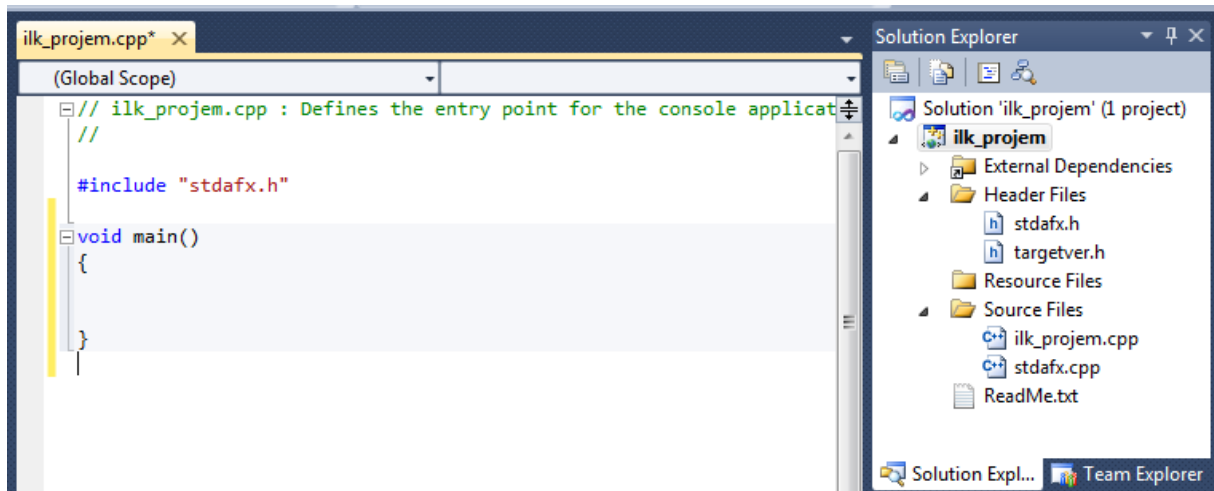 ilk_projem.cpp*
(Global Scope)
// ilk_projem.cpp : Defines the entry point for the console applicat
//
#include "stdafx.h"
void main()
{
}
Solution Explorer
Solution 'ilk_projem' (1 project)
ilk_projem
External Dependencies
Header Files
stdafx.h
targetver.h
Resource Files
Source Files
ilk_projem.cpp
stdafx.cpp
ReadMe.txt
Solution Expl...
Team Explorer